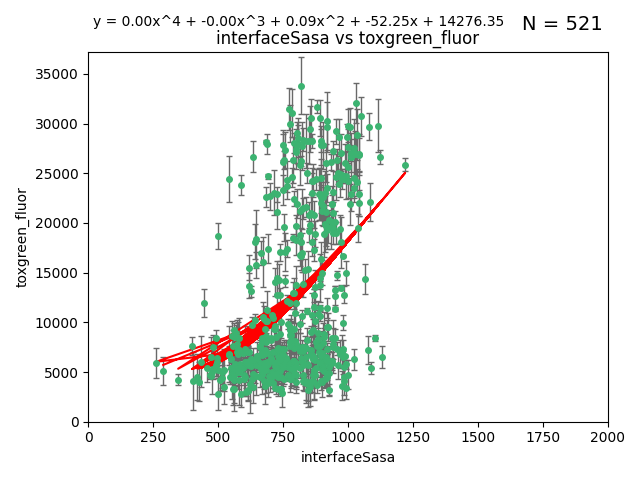 y = 0.00x^4 + -0.00x^3 + 0.09x^2 + -52.25x + 14276.35
N = 521
interfaceSasa vs toxgreen_fluor
35000
30000
25000
20000
15000
10000
5000
0
toxgreen_fluor
0 250 500 750 1000 1250 1500 1750 2000
interfaceSasa